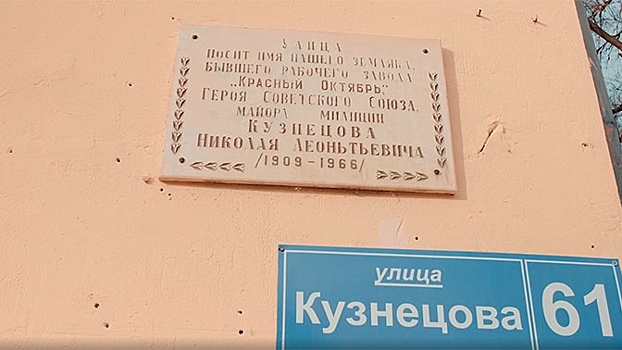 Улица
носит имя нашего земляка,
бывшего рабочего завода
„Красный Октябрь“,
Героя Советского Союза,
майора милиции
Кузнецова
Николая Леоньтьевича
/1909-1966/
улица
Кузнецова 61